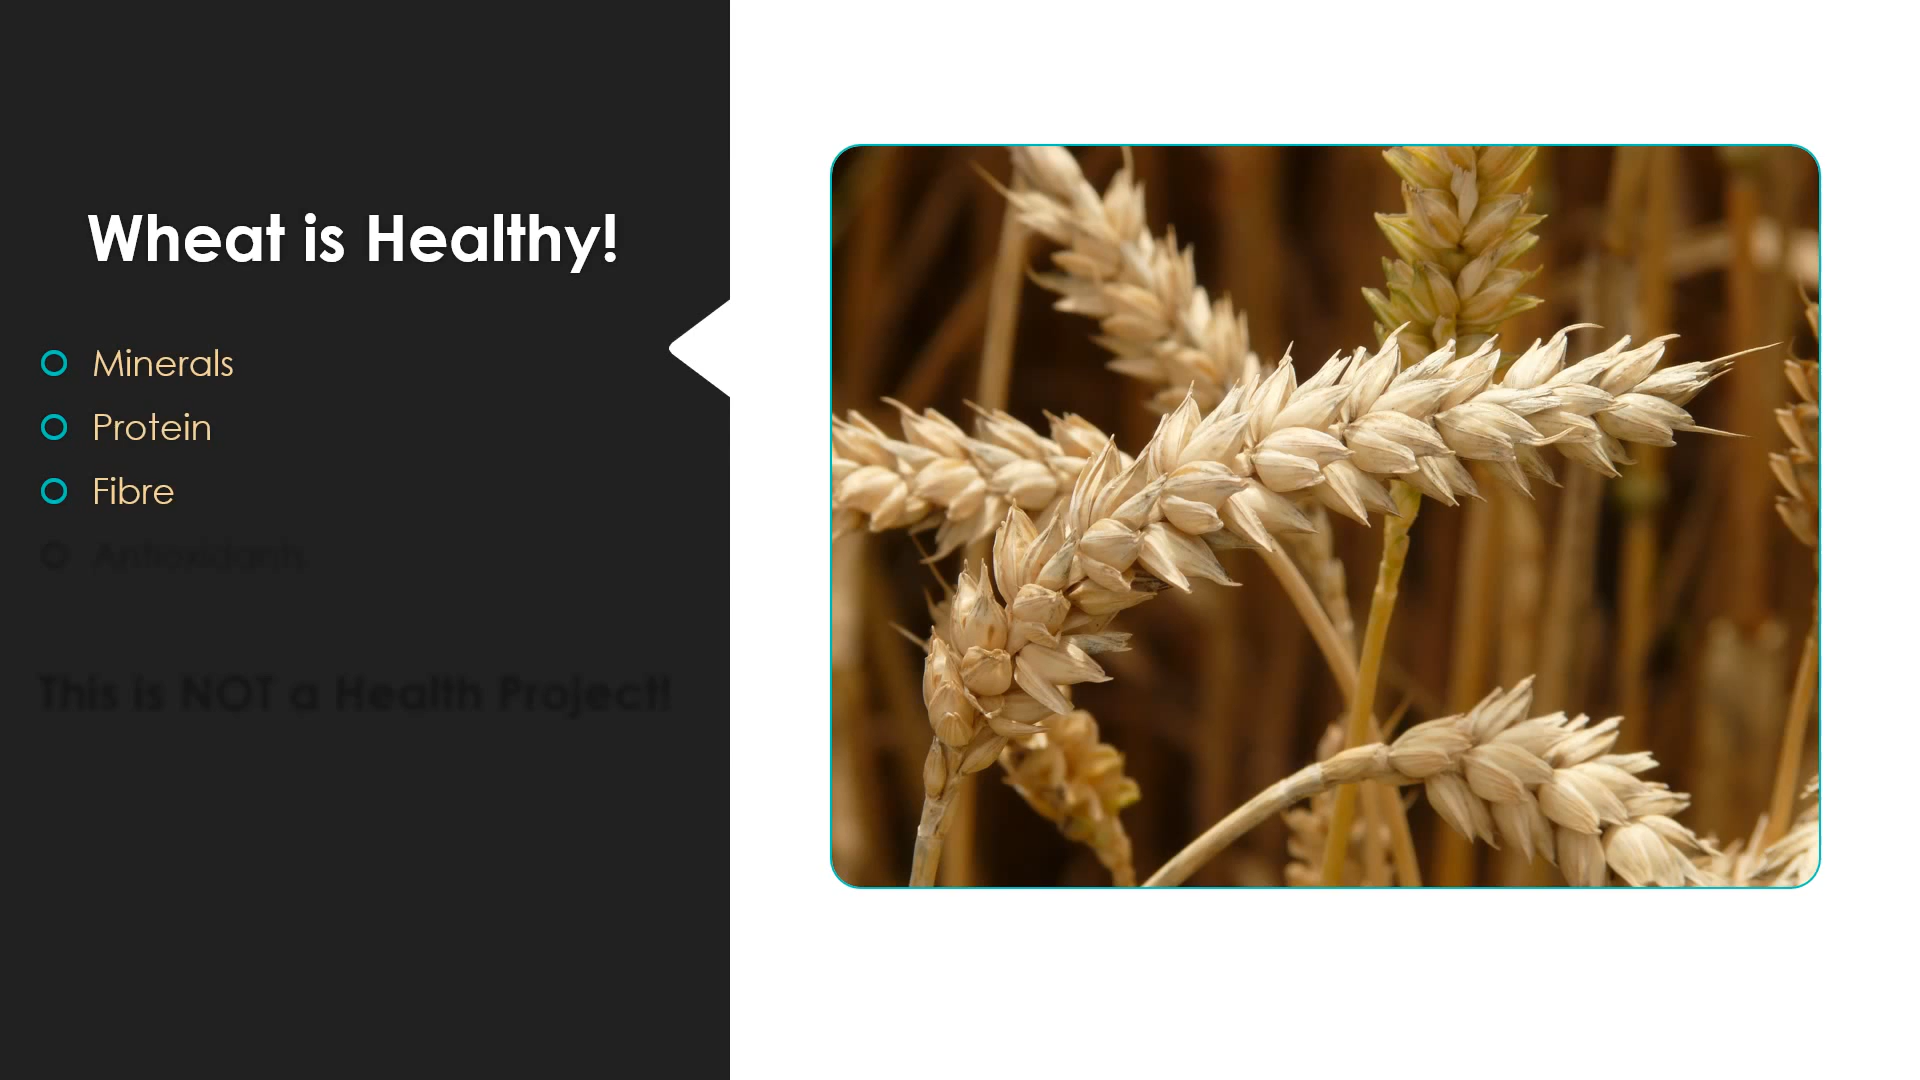 Wheat is Healthy!
Minerals
Protein
Fibre
Antioxidants
This is NOT a Health Project!